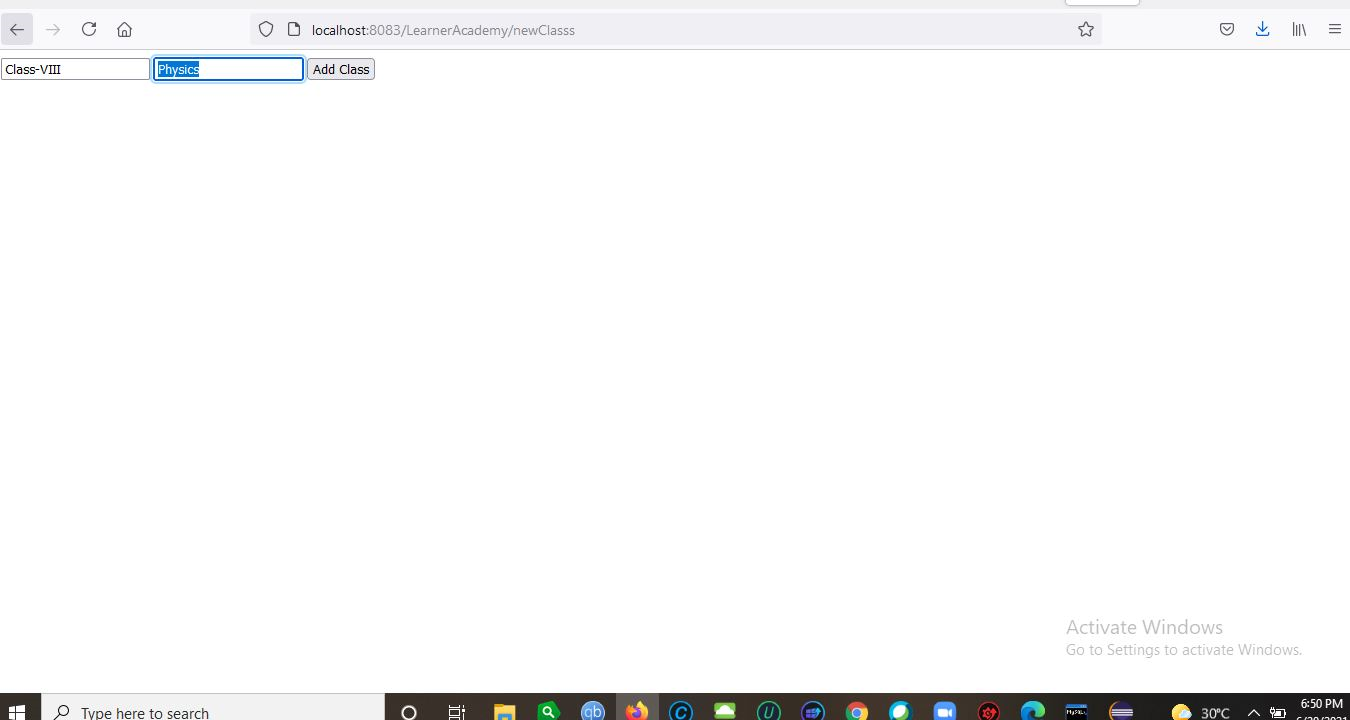 localhost:8083/LearnerAcademy/newClasss
Class-VIII Physics Add Class
Activate Windows
Go to Settings to activate Windows.
Type here to search
qb
30°C
6:50 PM